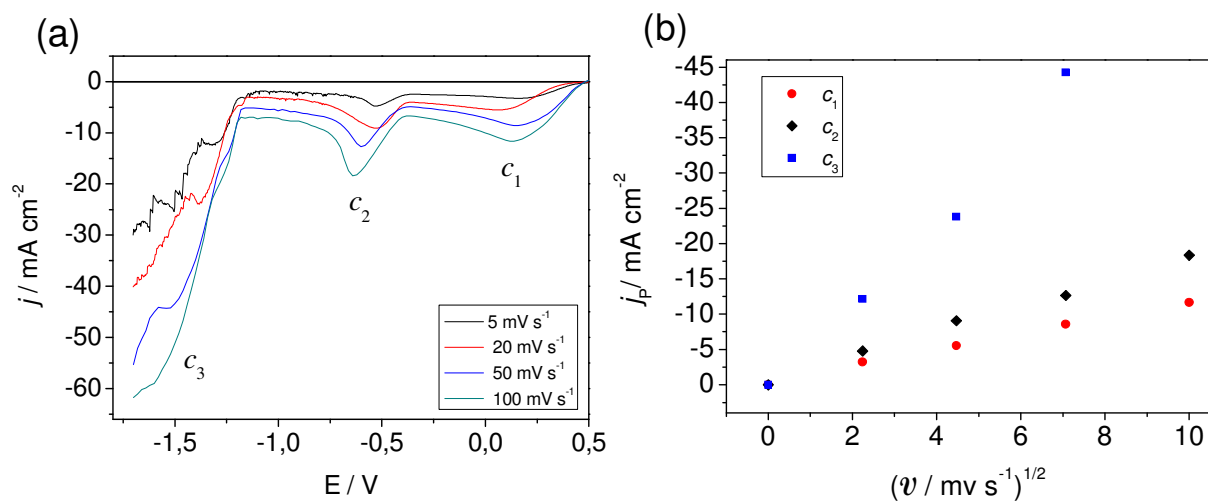 (a)
0
-10
-20
-30
-40
-50
-60
j / mA cm⁻²
-1,5
-1,0
-0,5
0,0
0,5
E / V
c₁
c₂
c₃
5 mV s⁻¹
20 mV s⁻¹
50 mV s⁻¹
100 mV s⁻¹
(b)
-45
-40
-35
-30
-25
-20
-15
-10
-5
0
jₚ/ mA cm⁻²
c₁
c₂
c₃
0
2
4
6
8
10
(v / mv s⁻¹)¹/²